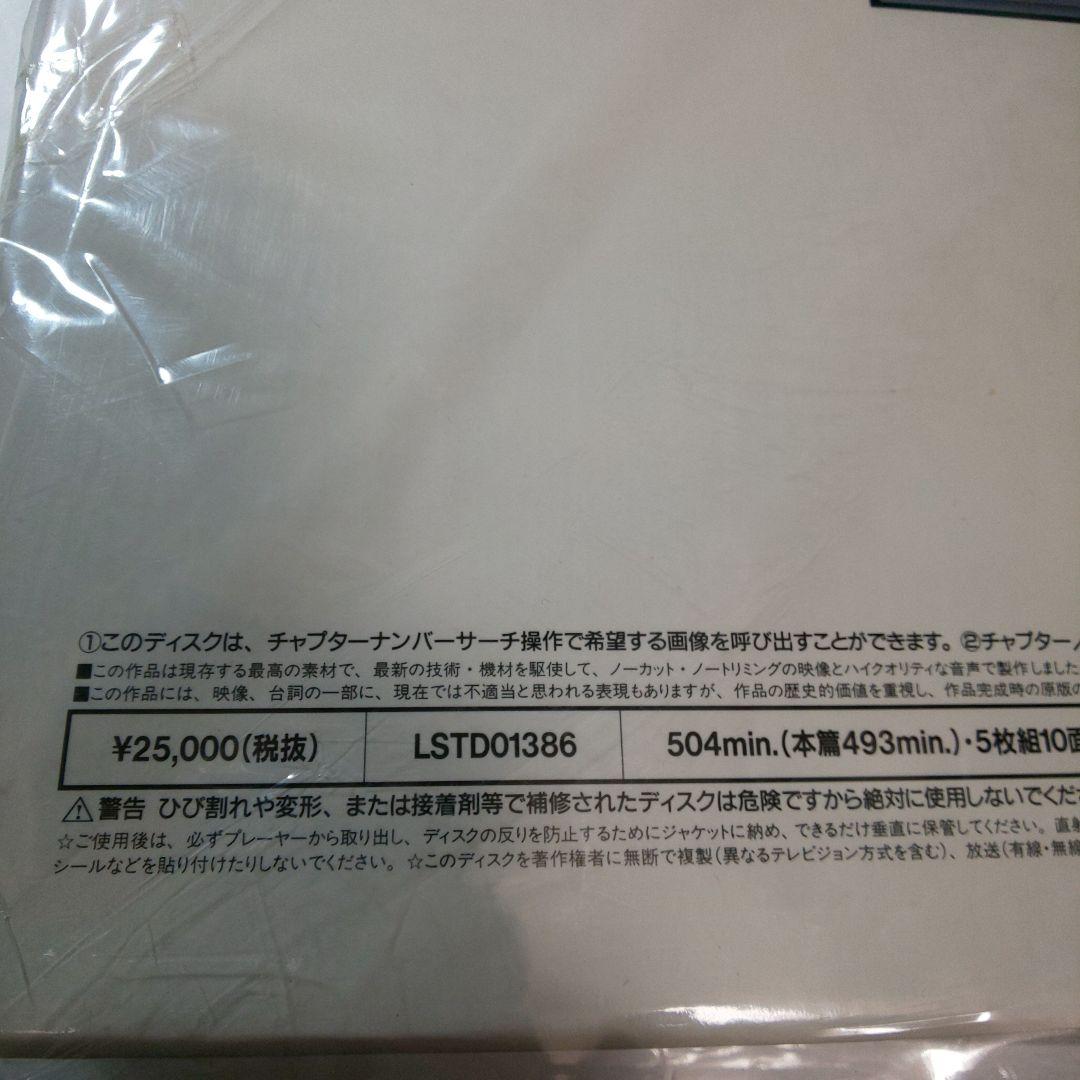 ①このディスクは、チャプターナンバーサーチ操作で希望する画像を呼び出すことができます。②チャプター
■この作品は現存する最高の素材で、最新の技術・機材を駆使して、ノーカット・ノートリミングの映像とハイクオリティな音声で製作しました
■この作品には、映像、台詞の一部に、現在では不適当と思われる表現もありますが、作品の歴史的価値を重視し、作品完成時の原版の
¥25,000(税抜) LSTD01386 504min.(本篇493min.)・5枚組10面
⚠警告 ひび割れや変形、または接着剤等で補修されたディスクは危険ですから絶対に使用しないでくだ
☆ご使用後は、必ずプレーヤーから取り出し、ディスクの反りを防止するためにジャケットに納め、できるだけ垂直に保管してください。直射
シールなどを貼り付けたりしないでください。☆このディスクを著作権者に無断で複製(異なるテレビジョン方式を含む)、放送(有線・無線